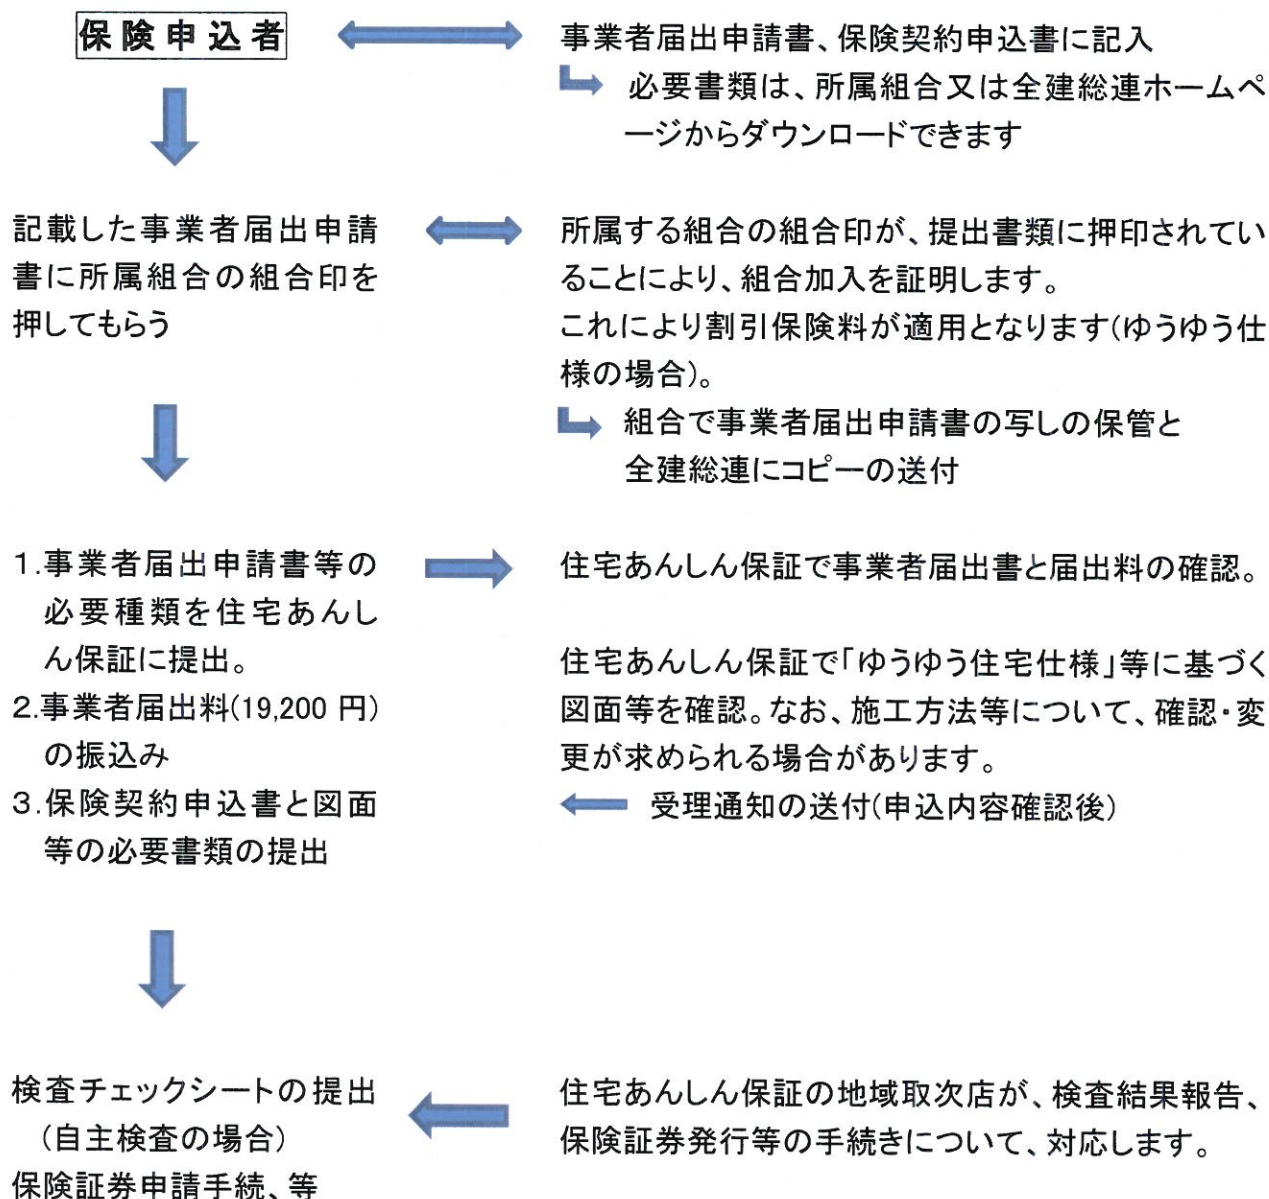 保険申込者
事業者届出申請書、保険契約申込書に記入
必要書類は、所属組合又は全建総連ホームペ
ージからダウンロードできます
記載した事業者届出申請
書に所属組合の組合印を
押してもらう
所属する組合の組合印が、提出書類に押印されてい
ることにより、組合加入を証明します。
これにより割引保険料が適用となります(ゆうゆう仕
様の場合)。
組合で事業者届出申請書の写しの保管と
全建総連にコピーの送付
1.事業者届出申請書等の
必要種類を住宅あんし
ん保証に提出。
2.事業者届出料(19,200 円)
の振込み
3.保険契約申込書と図面
等の必要書類の提出
住宅あんしん保証で事業者届出書と届出料の確認。
住宅あんしん保証で「ゆうゆう住宅仕様」等に基づく
図面等を確認。なお、施工方法等について、確認・変
更が求められる場合があります。
受理通知の送付(申込内容確認後)
検査チェックシートの提出
(自主検査の場合)
保険証券申請手続、等
住宅あんしん保証の地域取次店が、検査結果報告、
保険証券発行等の手続きについて、対応します。